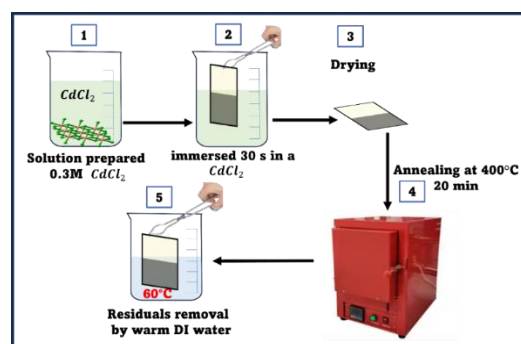 1
CdCl₂
Solution prepared
0.3M CdCl₂
2
immersed 30 s in a
CdCl₂
3
Drying
Annealing at 400°C
20 min
4
5
60°C
Residuals removal
by warm DI water